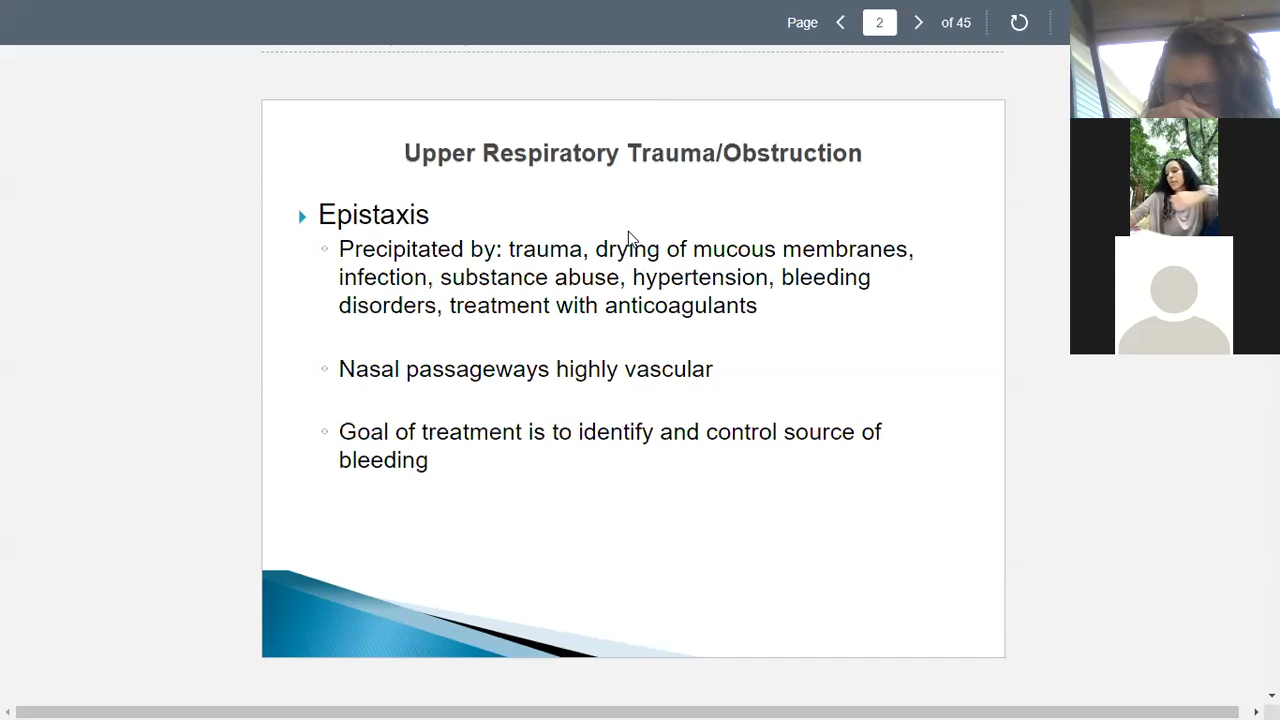 Page 2 of 45
Upper Respiratory Trauma/Obstruction
Epistaxis
Precipitated by: trauma, drying of mucous membranes,
infection, substance abuse, hypertension, bleeding
disorders, treatment with anticoagulants
Nasal passageways highly vascular
Goal of treatment is to identify and control source of
bleeding